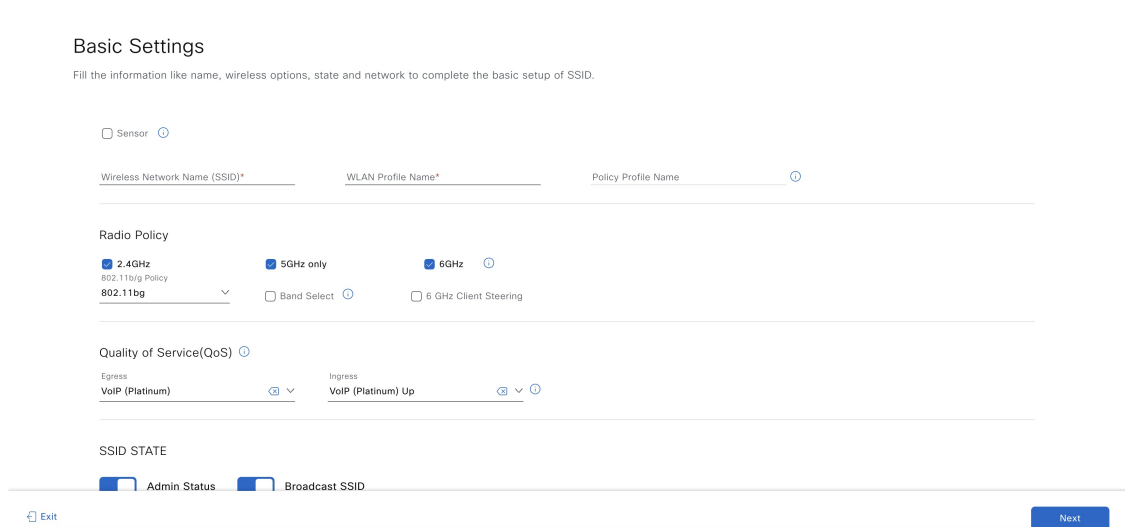 Basic Settings
Fill the information like name, wireless options, state and network to complete the basic setup of SSID.
Sensor
Wireless Network Name (SSID)* WLAN Profile Name* Policy Profile Name
Radio Policy
2.4GHz 5GHz only 6GHz
802.11b/g Policy
802.11bg Band Select 6 GHz Client Steering
Quality of Service(QoS)
Egress Ingress
VoIP (Platinum) VoIP (Platinum) Up
SSID STATE
Admin Status Broadcast SSID
Exit Next